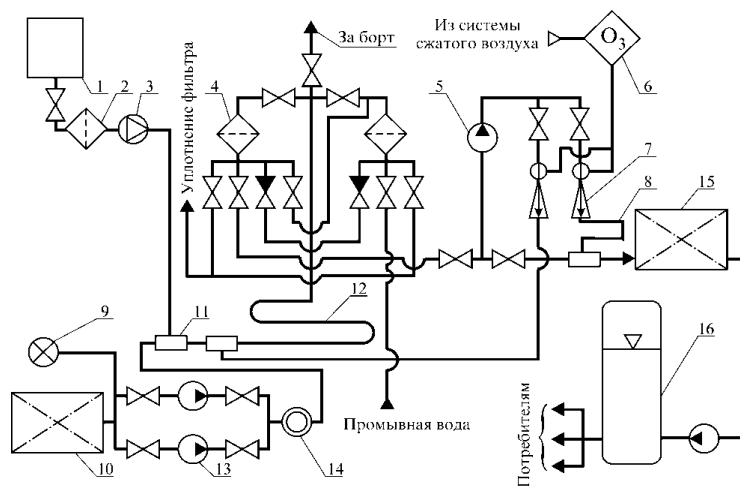 За борт
Из системы
сжатого воздуха
O₃
1
2
3
4
5
6
7
8
15
Уплотнение фильтра
9
11
12
16
10
13
14
Промывная вода
Потребителям